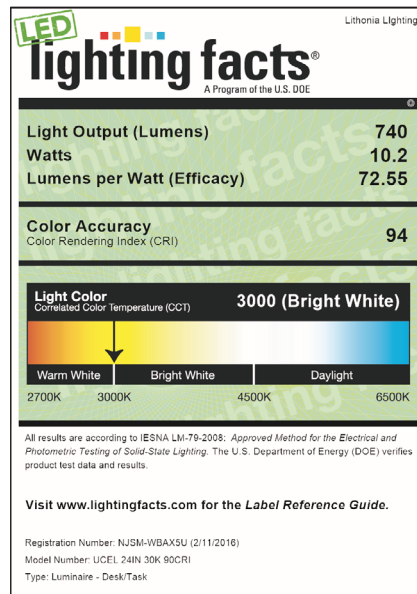 Lithonia LIghting
LED
lighting facts®
A Program of the U.S. DOE
Light Output (Lumens) 740
Watts 10.2
Lumens per Watt (Efficacy) 72.55
Color Accuracy
Color Rendering Index (CRI) 94
Light Color
Correlated Color Temperature (CCT) 3000 (Bright White)
Warm White Bright White Daylight
2700K 3000K 4500K 6500K
All results are according to IESNA LM-79-2008: Approved Method for the Electrical and
Photometric Testing of Solid-State Lighting. The U.S. Department of Energy (DOE) verifies
product test data and results.
Visit www.lightingfacts.com for the Label Reference Guide.
Registration Number: NJSM-WBAX5U (2/11/2016)
Model Number: UCEL 24IN 30K 90CRI
Type: Luminaire - Desk/Task